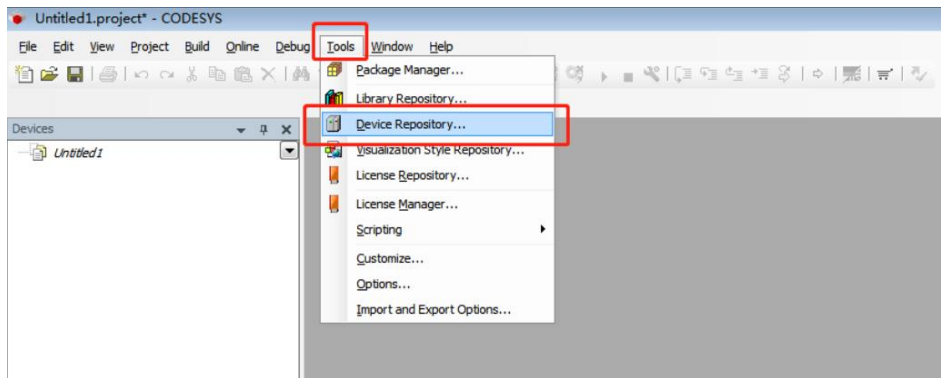 Untitled1.project* - CODESYS
File Edit View Project Build Online Debug Tools Window Help
Package Manager...
Library Repository...
Devices
Device Repository...
Untitled1
Visualization Style Repository...
License Repository...
License Manager...
Scripting
Customize...
Options...
Import and Export Options...